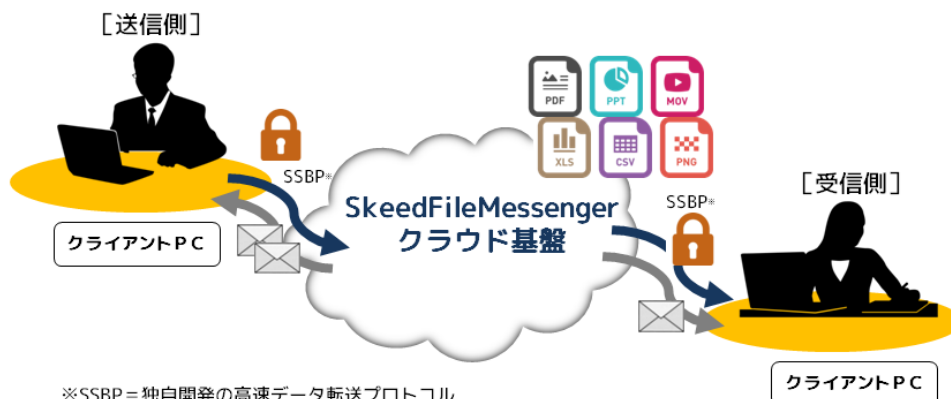 ［送信側］
PDF
PPT
MOV
XLS
CSV
PNG
SSBP※
SkeedFileMessenger
クラウド基盤
SSBP※
［受信側］
クライアントＰＣ
クライアントＰＣ
※SSBP＝独自開発の高速データ転送プロトコル